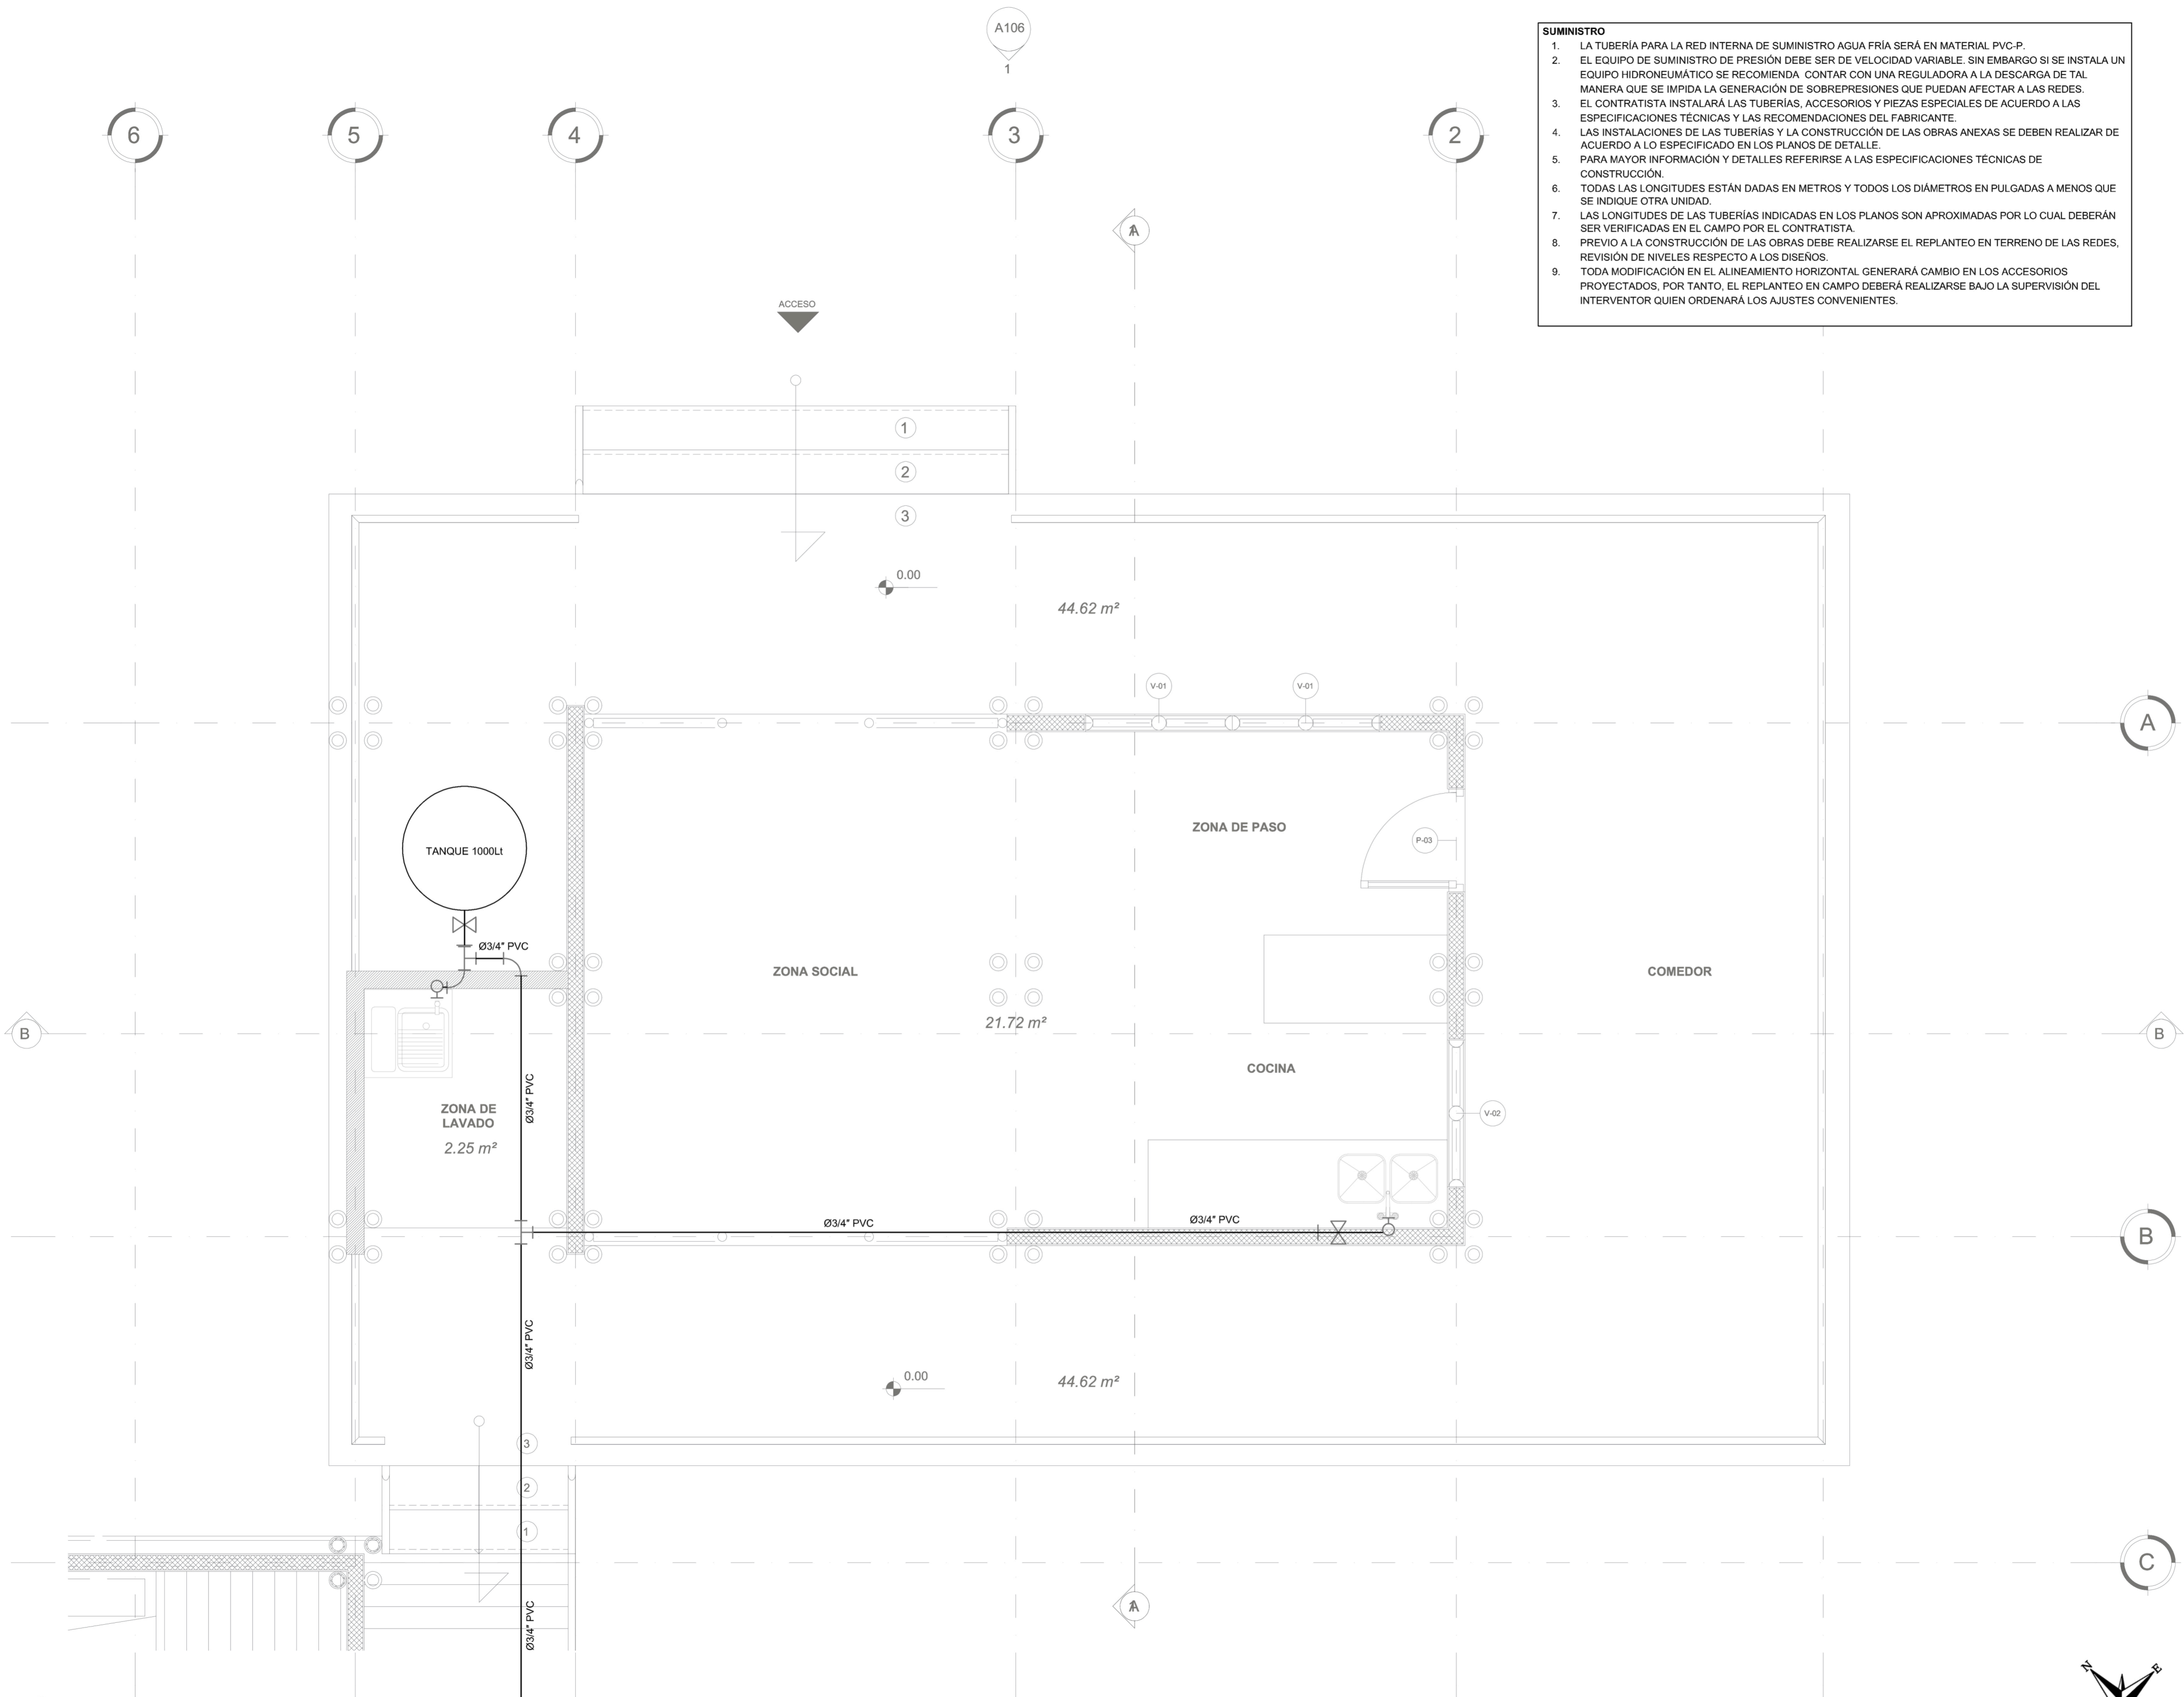 A106
1
SUMINISTRO
1. LA TUBERÍA PARA LA RED INTERNA DE SUMINISTRO AGUA FRÍA SERÁ EN MATERIAL PVC-P.
2. EL EQUIPO DE SUMINISTRO DE PRESIÓN DEBE SER DE VELOCIDAD VARIABLE. SIN EMBARGO SI SE INSTALA UN
EQUIPO HIDRONEUMÁTICO SE RECOMIENDA CONTAR CON UNA REGULADORA A LA DESCARGA DE TAL
MANERA QUE SE IMPIDA LA GENERACIÓN DE SOBREPRESIONES QUE PUEDAN AFECTAR A LAS REDES.
3. EL CONTRATISTA INSTALARÁ LAS TUBERÍAS, ACCESORIOS Y PIEZAS ESPECIALES DE ACUERDO A LAS
ESPECIFICACIONES TÉCNICAS Y LAS RECOMENDACIONES DEL FABRICANTE.
4. LAS INSTALACIONES DE LAS TUBERÍAS Y LA CONSTRUCCIÓN DE LAS OBRAS ANEXAS SE DEBEN REALIZAR DE
ACUERDO A LO ESPECIFICADO EN LOS PLANOS DE DETALLE.
5. PARA MAYOR INFORMACIÓN Y DETALLES REFERIRSE A LAS ESPECIFICACIONES TÉCNICAS DE
CONSTRUCCIÓN.
6. TODAS LAS LONGITUDES ESTÁN DADAS EN METROS Y TODOS LOS DIÁMETROS EN PULGADAS A MENOS QUE
SE INDIQUE OTRA UNIDAD.
7. LAS LONGITUDES DE LAS TUBERÍAS INDICADAS EN LOS PLANOS SON APROXIMADAS POR LO CUAL DEBERÁN
SER VERIFICADAS EN EL CAMPO POR EL CONTRATISTA.
8. PREVIO A LA CONSTRUCCIÓN DE LAS OBRAS DEBE REALIZARSE EL REPLANTEO EN TERRENO DE LAS REDES,
REVISIÓN DE NIVELES RESPECTO A LOS DISEÑOS.
9. TODA MODIFICACIÓN EN EL ALINEAMIENTO HORIZONTAL GENERARÁ CAMBIO EN LOS ACCESORIOS
PROYECTADOS, POR TANTO, EL REPLANTEO EN CAMPO DEBERÁ REALIZARSE BAJO LA SUPERVISIÓN DEL
INTERVENTOR QUIEN ORDENARÁ LOS AJUSTES CONVENIENTES.
6
5
4
3
2
A
ACCESO
1
2
3
0.00
44.62 m²
V-01
V-01
A
ZONA DE PASO
P-03
TANQUE 1000Lt
Ø3/4" PVC
ZONA SOCIAL
COMEDOR
21.72 m²
B
B
COCINA
Ø3/4" PVC
ZONA DE
LAVADO
2.25 m²
V-02
Ø3/4" PVC
Ø3/4" PVC
B
Ø3/4" PVC
0.00
44.62 m²
3
2
1
C
A
Ø3/4" PVC
N
E